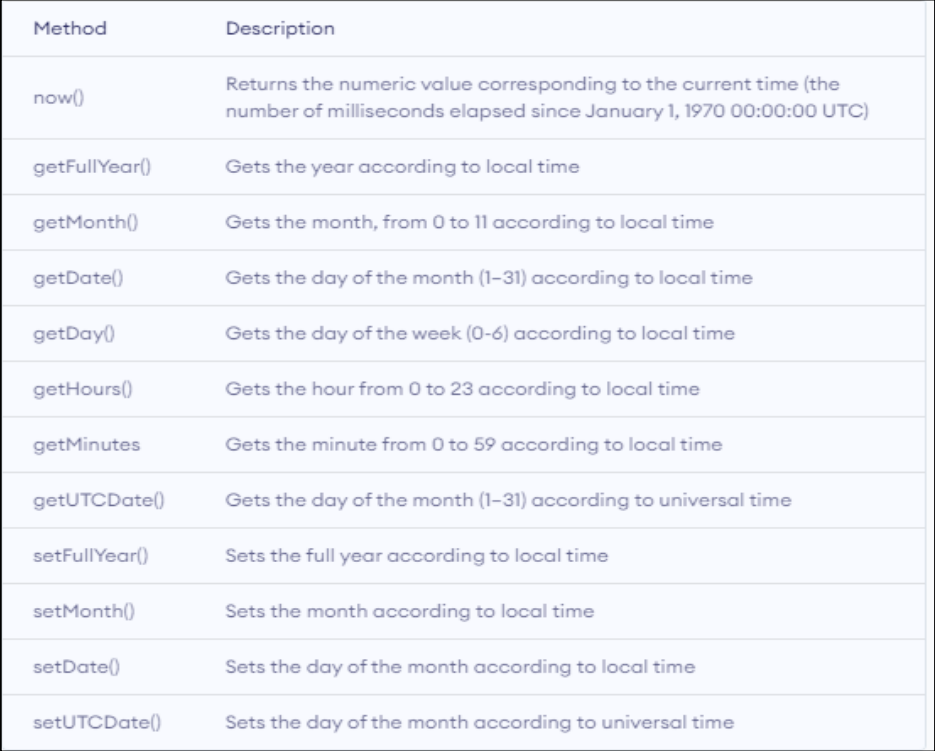 Method Description
now() Returns the numeric value corresponding to the current time (the
number of milliseconds elapsed since January 1, 1970 00:00:00 UTC)
getFullYear() Gets the year according to local time
getMonth() Gets the month, from 0 to 11 according to local time
getDate() Gets the day of the month (1–31) according to local time
getDay() Gets the day of the week (0-6) according to local time
getHours() Gets the hour from 0 to 23 according to local time
getMinutes Gets the minute from 0 to 59 according to local time
getUTCDate() Gets the day of the month (1–31) according to universal time
setFullYear() Sets the full year according to local time
setMonth() Sets the month according to local time
setDate() Sets the day of the month according to local time
setUTCDate() Sets the day of the month according to universal time